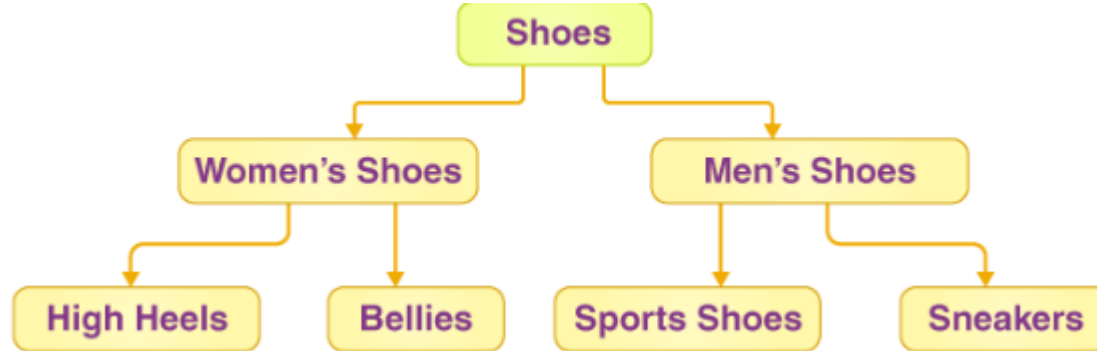 Shoes
Women’s Shoes
Men’s Shoes
High Heels
Bellies
Sports Shoes
Sneakers